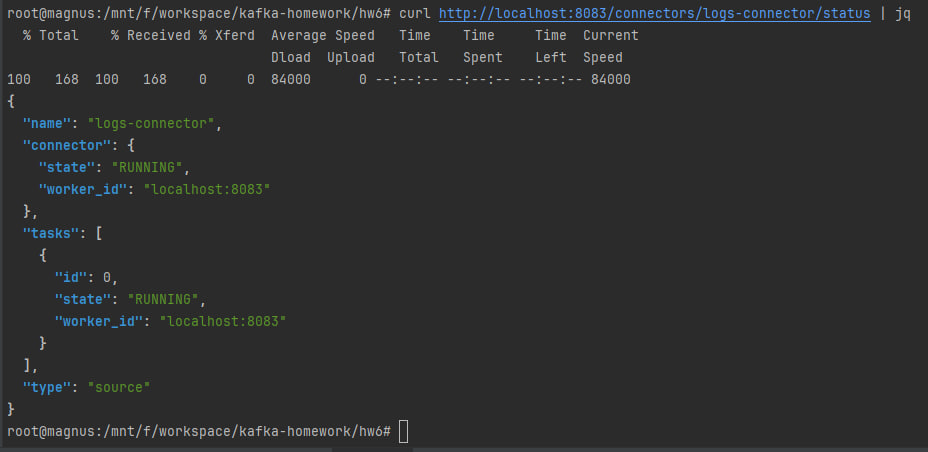 root@magnus:/mnt/f/workspace/kafka-homework/hw6# curl http://localhost:8083/connectors/logs-connector/status | jq
  % Total    % Received % Xferd  Average Speed   Time    Time     Time  Current
                                 Dload  Upload   Total   Spent    Left  Speed
100   168  100   168    0     0  84000      0 --:--:-- --:--:-- --:--:-- 84000
{
  "name": "logs-connector",
  "connector": {
    "state": "RUNNING",
    "worker_id": "localhost:8083"
  },
  "tasks": [
    {
      "id": 0,
      "state": "RUNNING",
      "worker_id": "localhost:8083"
    }
  ],
  "type": "source"
}
root@magnus:/mnt/f/workspace/kafka-homework/hw6#